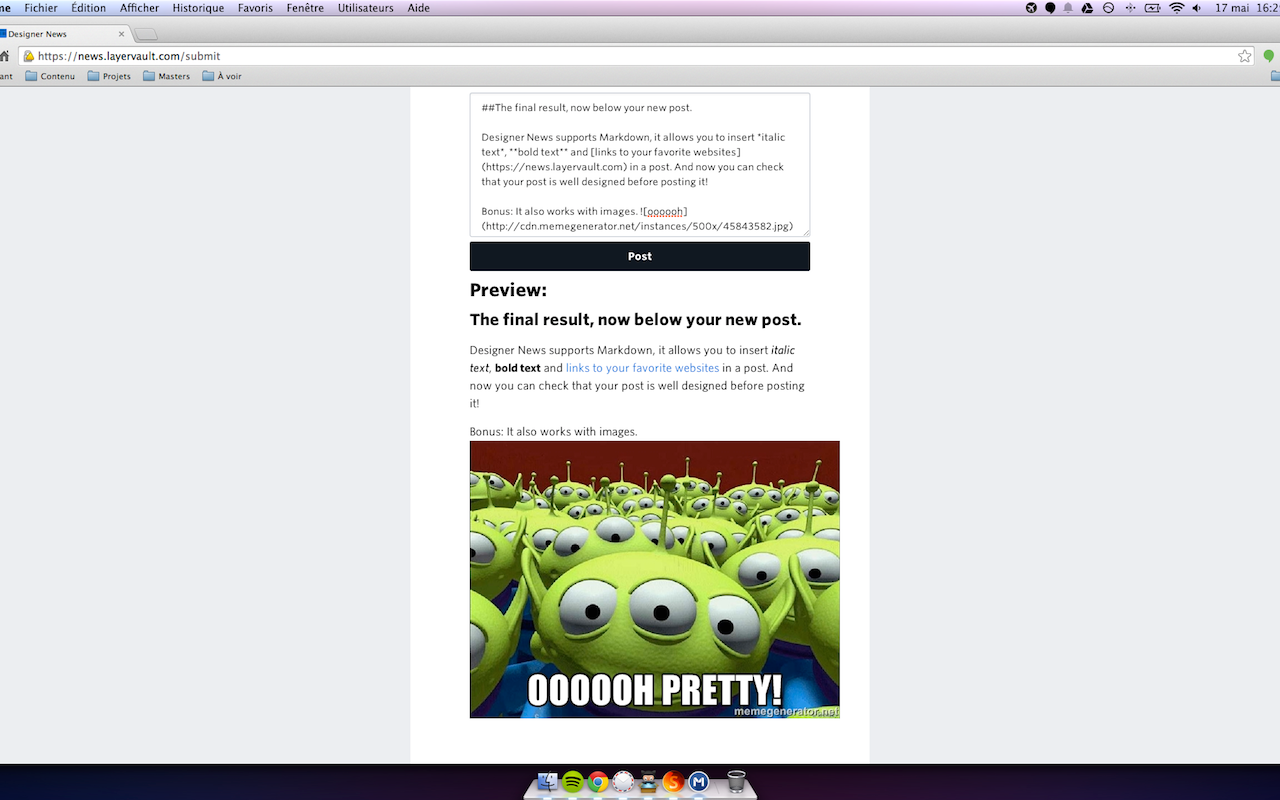 Fichier Édition Afficher Historique Favoris Fenêtre Utilisateurs Aide 17 mai
Designer News
https://news.layervault.com/submit
Contenu Projets Masters À voir
##The final result, now below your new post.
Designer News supports Markdown, it allows you to insert *italic
text*, **bold text** and [links to your favorite websites]
(https://news.layervault.com) in a post. And now you can check
that your post is well designed before posting it!
Bonus: It also works with images. ![oooooh]
(http://cdn.memegenerator.net/instances/500x/45843582.jpg)
Post
Preview:
The final result, now below your new post.
Designer News supports Markdown, it allows you to insert italic
text, bold text and links to your favorite websites in a post. And
now you can check that your post is well designed before posting
it!
Bonus: It also works with images.
OOOOOH PRETTY!
memegenerator.net